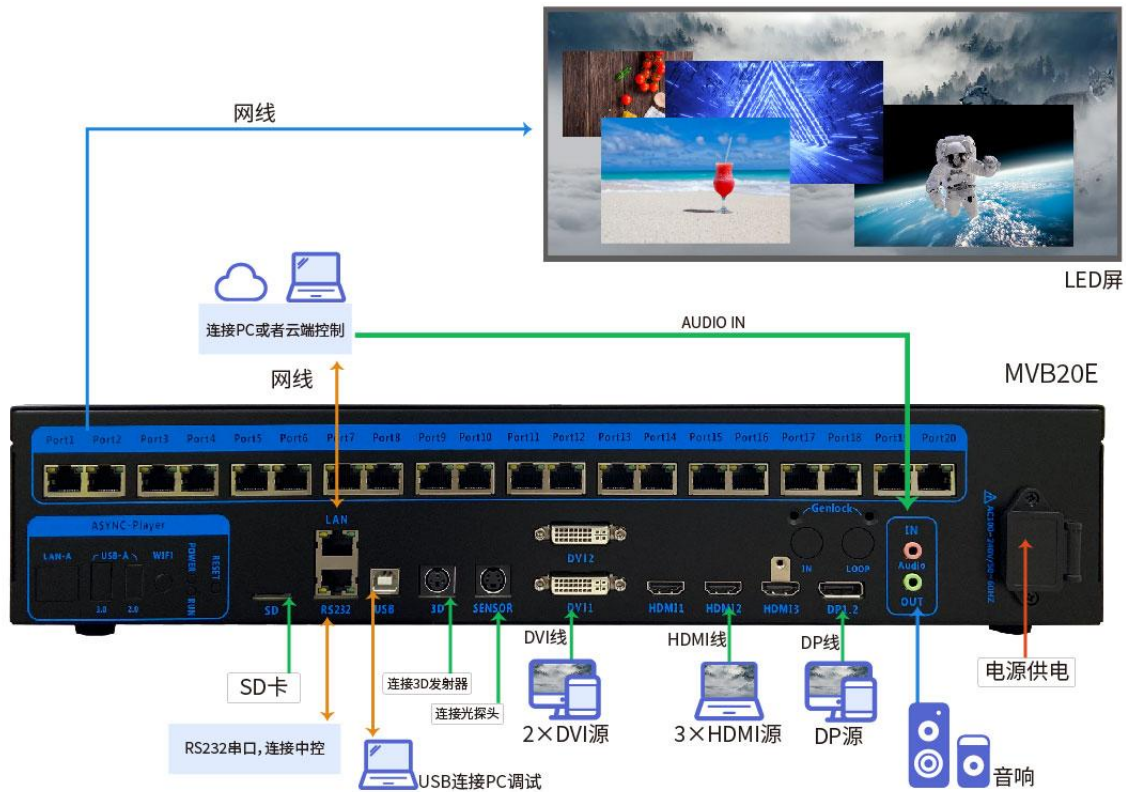 网线
LED屏
连接PC或者云端控制
AUDIO IN
网线
MVB20E
Port1 Port2 Port3 Port4 Port5 Port6 Port7 Port8 Port9 Port10 Port11 Port12 Port13 Port14 Port15 Port16 Port17 Port18 Port19 Port20
ASYNC-Player
LAN-A USB-A WIFI POWER RESET
3.0 2.0 RUN
LAN
SD RS232 USB 3D SENSOR
DVI2
DVI1
HDMI1 HDMI2 HDMI3 DP1.2
Genlock
IN LOOP
IN
Audio
OUT
AC100-240V/50-60HZ
DVI线
HDMI线
DP线
SD卡
连接3D发射器
连接光探头
2×DVI源
3×HDMI源
DP源
电源供电
RS232串口,连接中控
USB连接PC调试
音响